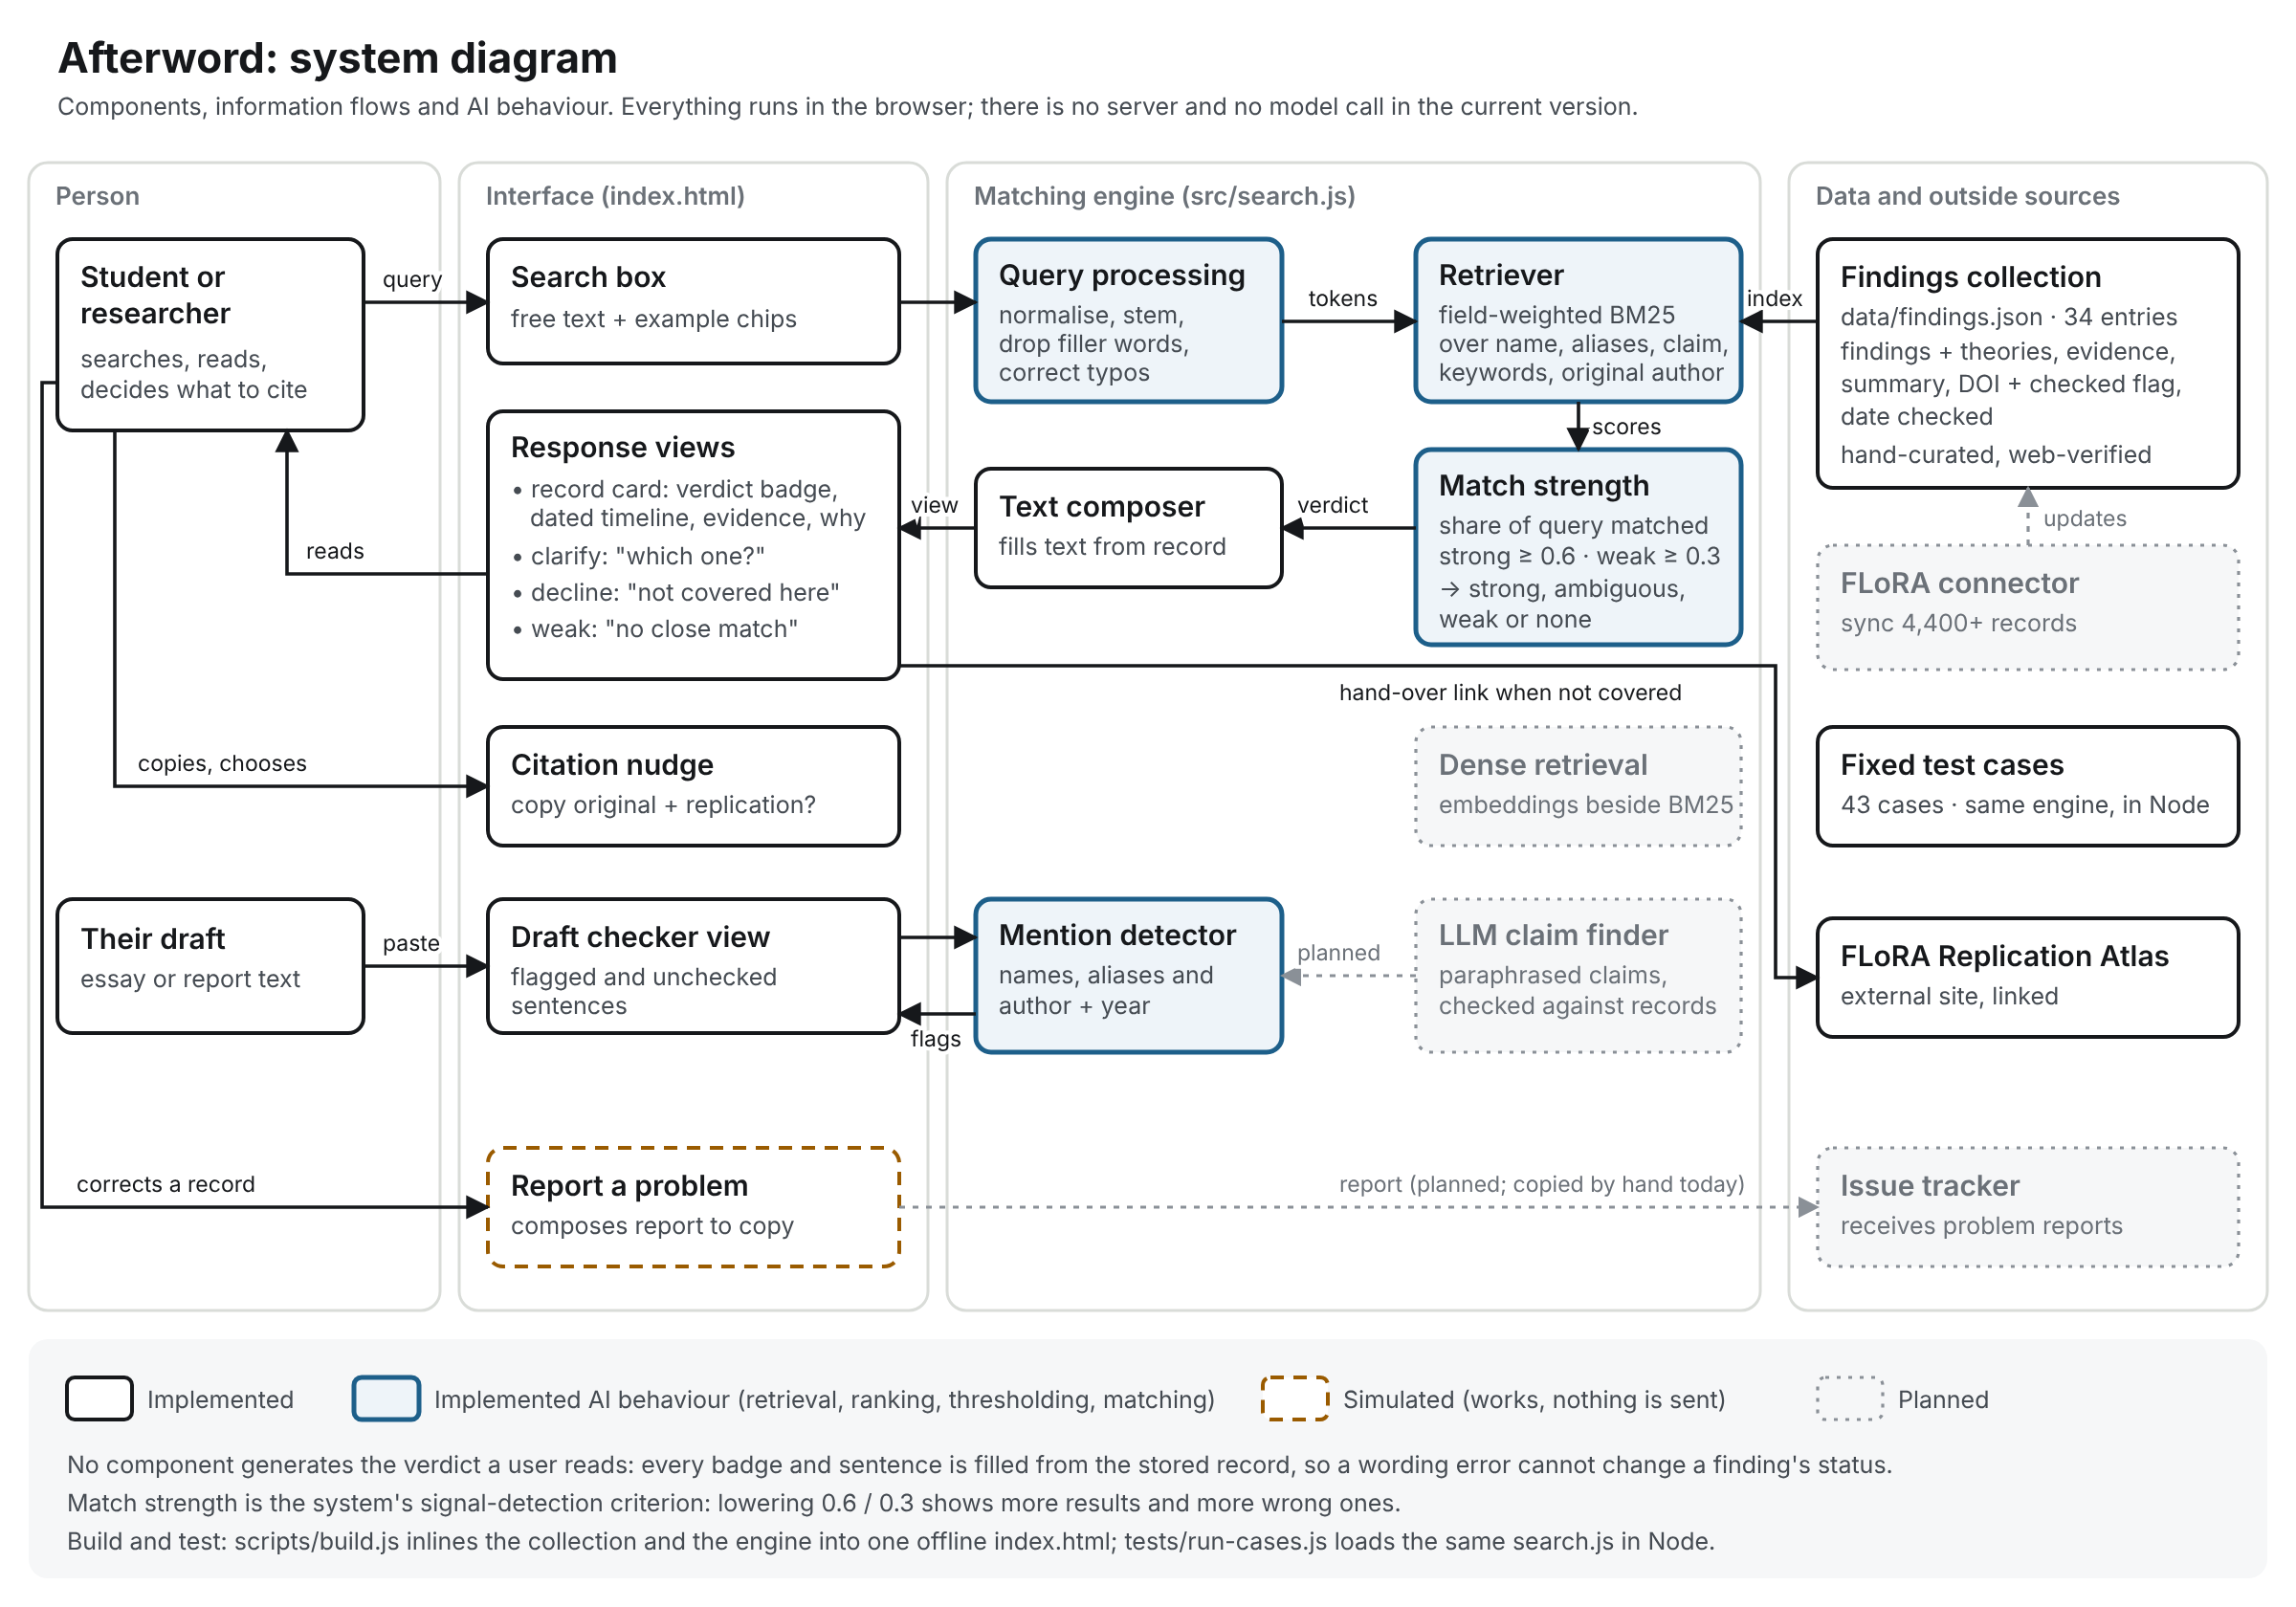 Afterword: system diagram
Components, information flows and AI behaviour. Everything runs in the browser; there is no server and no model call in the current version.
Person
Student or
researcher
searches, reads,
decides what to cite
query
reads
copies, chooses
Their draft
essay or report text
paste
corrects a record
Interface (index.html)
Search box
free text + example chips
Response views
• record card: verdict badge,
dated timeline, evidence, why
• clarify: "which one?"
• decline: "not covered here"
• weak: "no close match"
Citation nudge
copy original + replication?
Draft checker view
flagged and unchecked
sentences
Report a problem
composes report to copy
Matching engine (src/search.js)
Query processing
normalise, stem,
drop filler words,
correct typos
tokens
Retriever
field-weighted BM25
over name, aliases, claim,
keywords, original author
index
scores
view
Text composer
fills text from record
verdict
Match strength
share of query matched
strong ≥ 0.6 · weak ≥ 0.3
→ strong, ambiguous,
weak or none
hand-over link when not covered
Dense retrieval
embeddings beside BM25
Mention detector
names, aliases and
author + year
flags
planned
LLM claim finder
paraphrased claims,
checked against records
report (planned; copied by hand today)
Data and outside sources
Findings collection
data/findings.json · 34 entries
findings + theories, evidence,
summary, DOI + checked flag,
date checked
hand-curated, web-verified
updates
FLoRA connector
sync 4,400+ records
Fixed test cases
43 cases · same engine, in Node
FLoRA Replication Atlas
external site, linked
Issue tracker
receives problem reports
Implemented
Implemented AI behaviour (retrieval, ranking, thresholding, matching)
Simulated (works, nothing is sent)
Planned
No component generates the verdict a user reads: every badge and sentence is filled from the stored record, so a wording error cannot change a finding's status.
Match strength is the system's signal-detection criterion: lowering 0.6 / 0.3 shows more results and more wrong ones.
Build and test: scripts/build.js inlines the collection and the engine into one offline index.html; tests/run-cases.js loads the same search.js in Node.